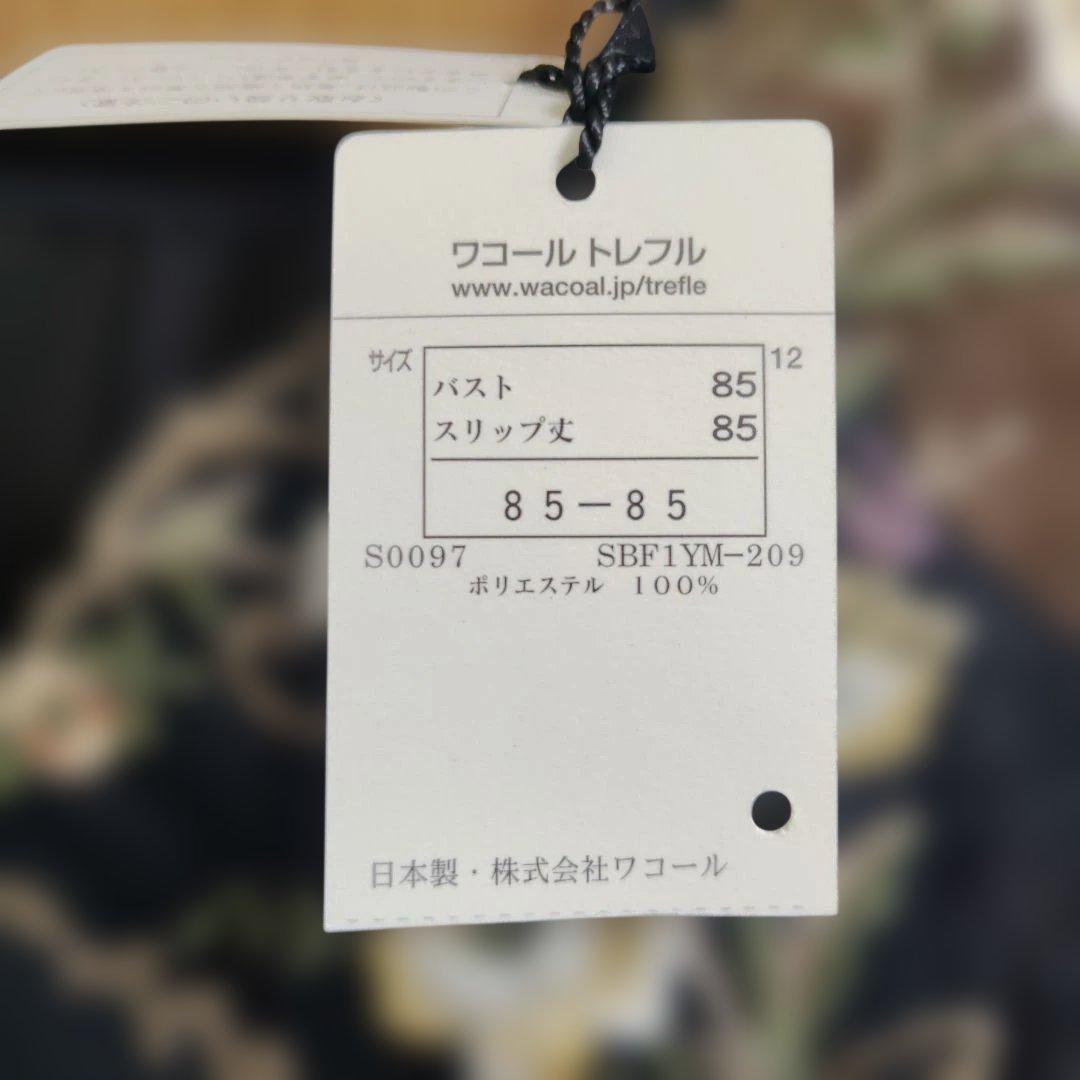 ワコール トレフル
www.wacoal.jp/trefle
サイズ 12
バスト 85
スリップ丈 85
85－85
S0097 SBF1YM−209
ポリエステル 100%
日本製・株式会社ワコール